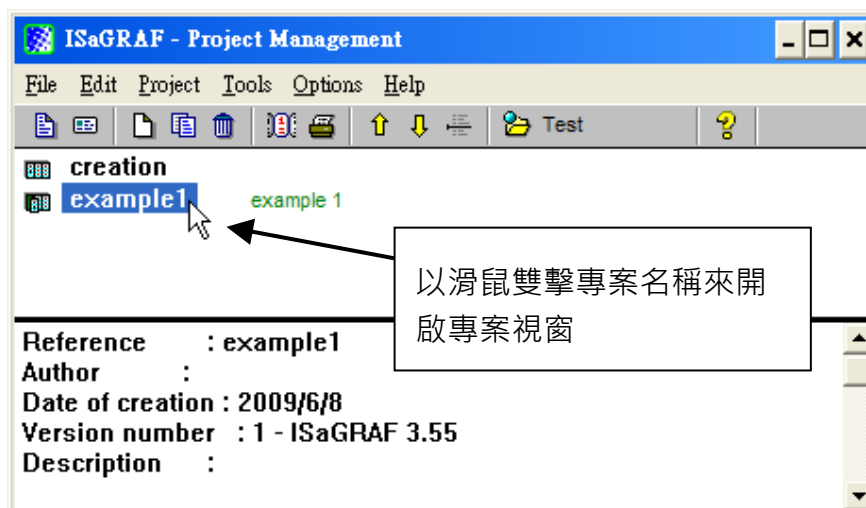 ISaGRAF - Project Management
File Edit Project Tools Options Help
Test
creation
example1 example 1
以滑鼠雙擊專案名稱來開
啟專案視窗
Reference : example1
Author :
Date of creation : 2009/6/8
Version number : 1 - ISaGRAF 3.55
Description :